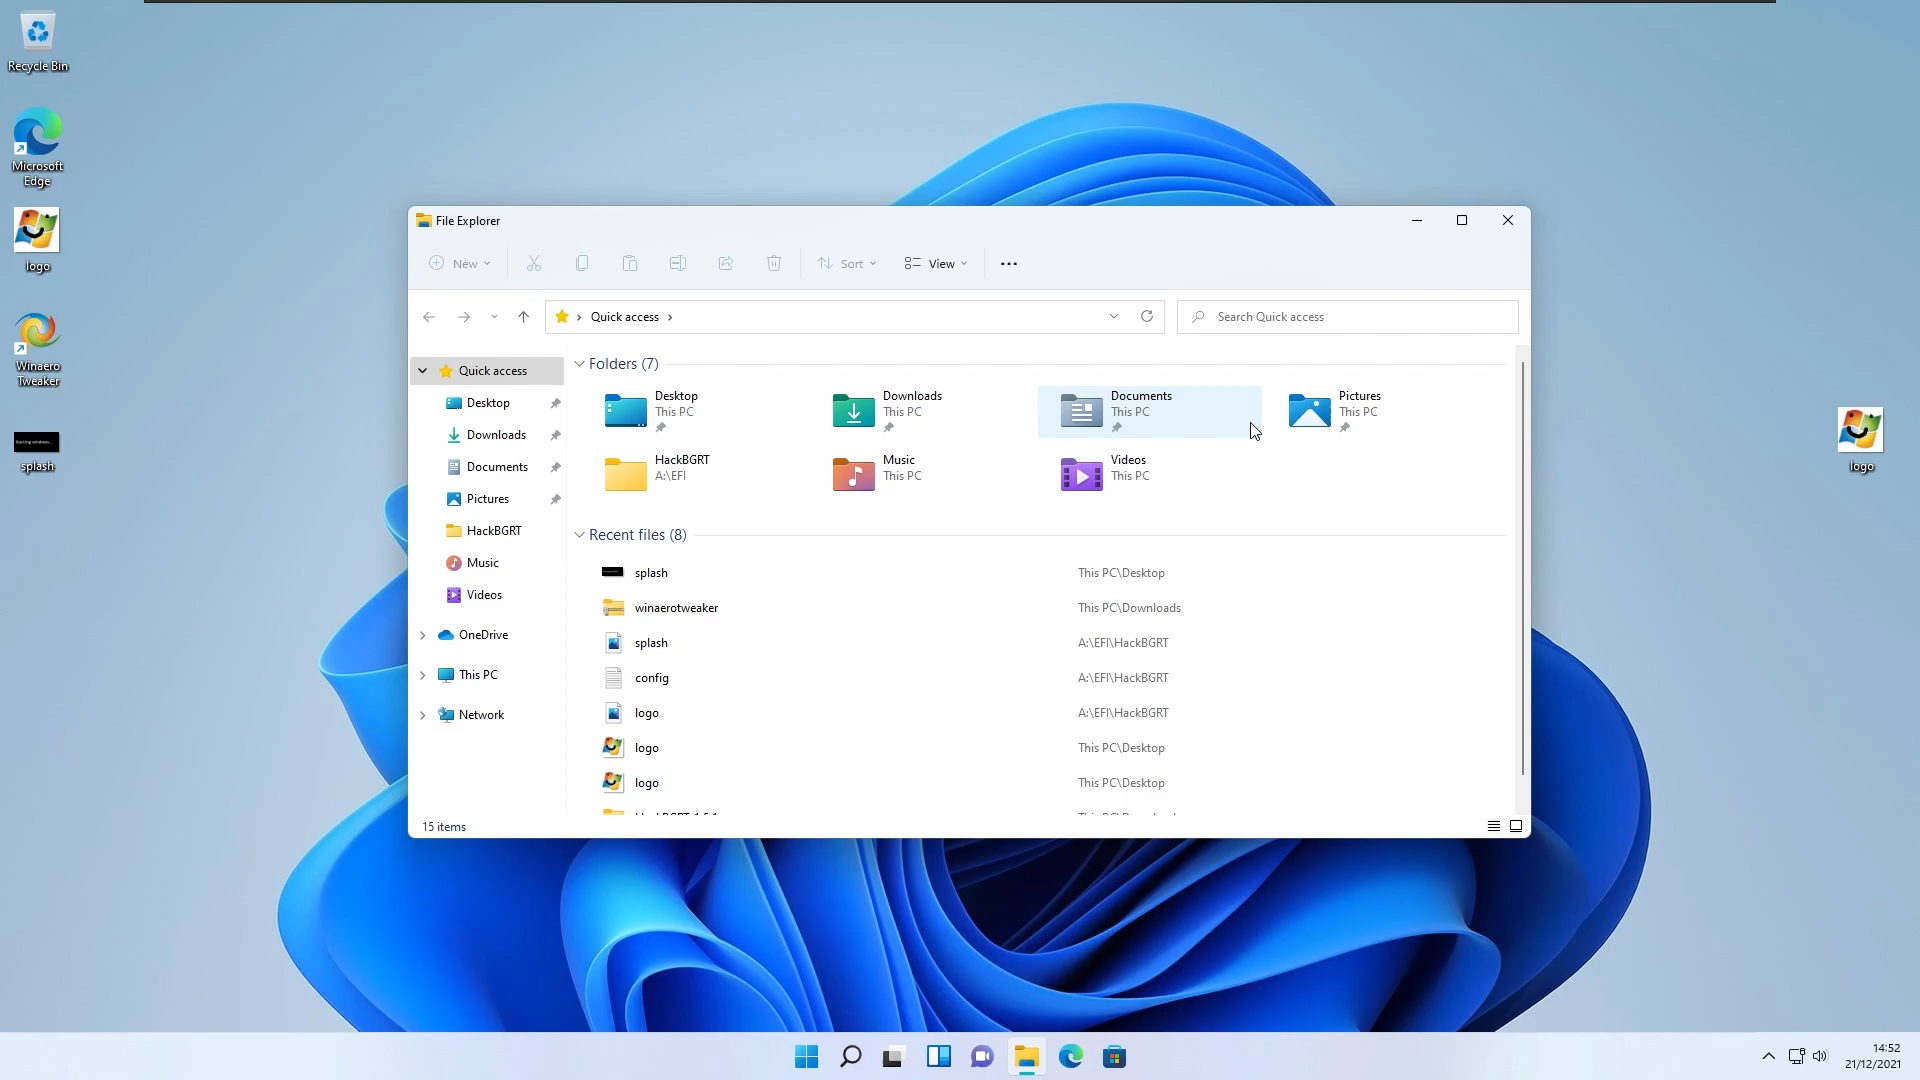 Recycle Bin
Microsoft
Edge
logo
Winaero
Tweaker
splash
logo
File Explorer
New
Sort
View
Quick access
Search Quick access
Quick access
Desktop
Downloads
Documents
Pictures
HackBGRT
Music
Videos
OneDrive
This PC
Network
Folders (7)
Desktop
This PC
Downloads
This PC
Documents
This PC
Pictures
This PC
HackBGRT
A:\EFI
Music
This PC
Videos
This PC
Recent files (8)
splash This PC\Desktop
winaerotweaker This PC\Downloads
splash A:\EFI\HackBGRT
config A:\EFI\HackBGRT
logo A:\EFI\HackBGRT
logo This PC\Desktop
logo This PC\Desktop
15 items
14:52
21/12/2021